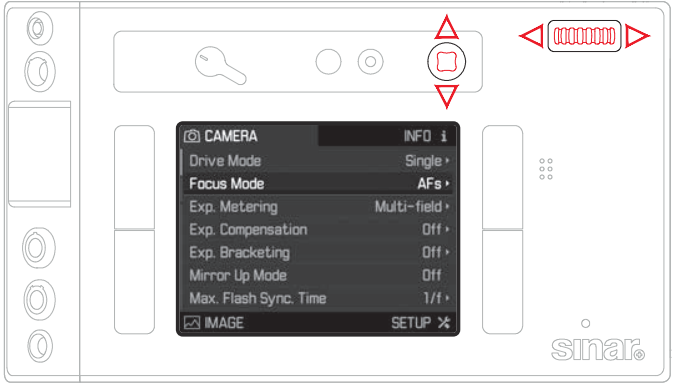 CAMERA INFO i
Drive Mode Single
Focus Mode AFs
Exp. Metering Multi-field
Exp. Compensation Off
Exp. Bracketing Off
Mirror Up Mode Off
Max. Flash Sync. Time 1/f
IMAGE SETUP
sinar